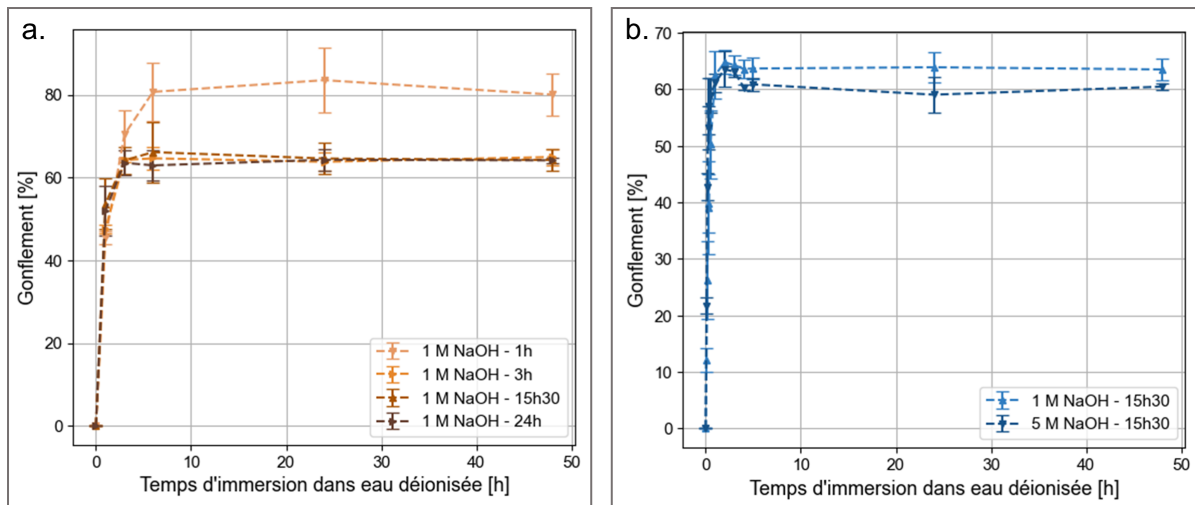 a.
Gonflement [%]
80
60
40
20
0
1 M NaOH - 1h
1 M NaOH - 3h
1 M NaOH - 15h30
1 M NaOH - 24h
0 10 20 30 40 50
Temps d'immersion dans eau déionisée [h]
b.
Gonflement [%]
70
60
50
40
30
20
10
0
1 M NaOH - 15h30
5 M NaOH - 15h30
0 10 20 30 40 50
Temps d'immersion dans eau déionisée [h]